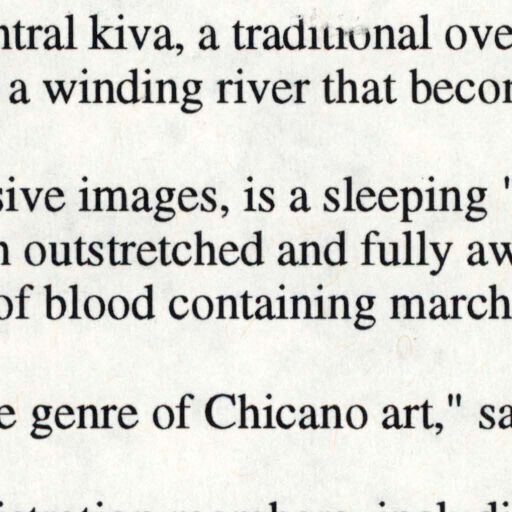 ntral kiva, a traditional ove
a winding river that becor
sive images, is a sleeping "
n outstretched and fully aw
of blood containing march
e genre of Chicano art," sa